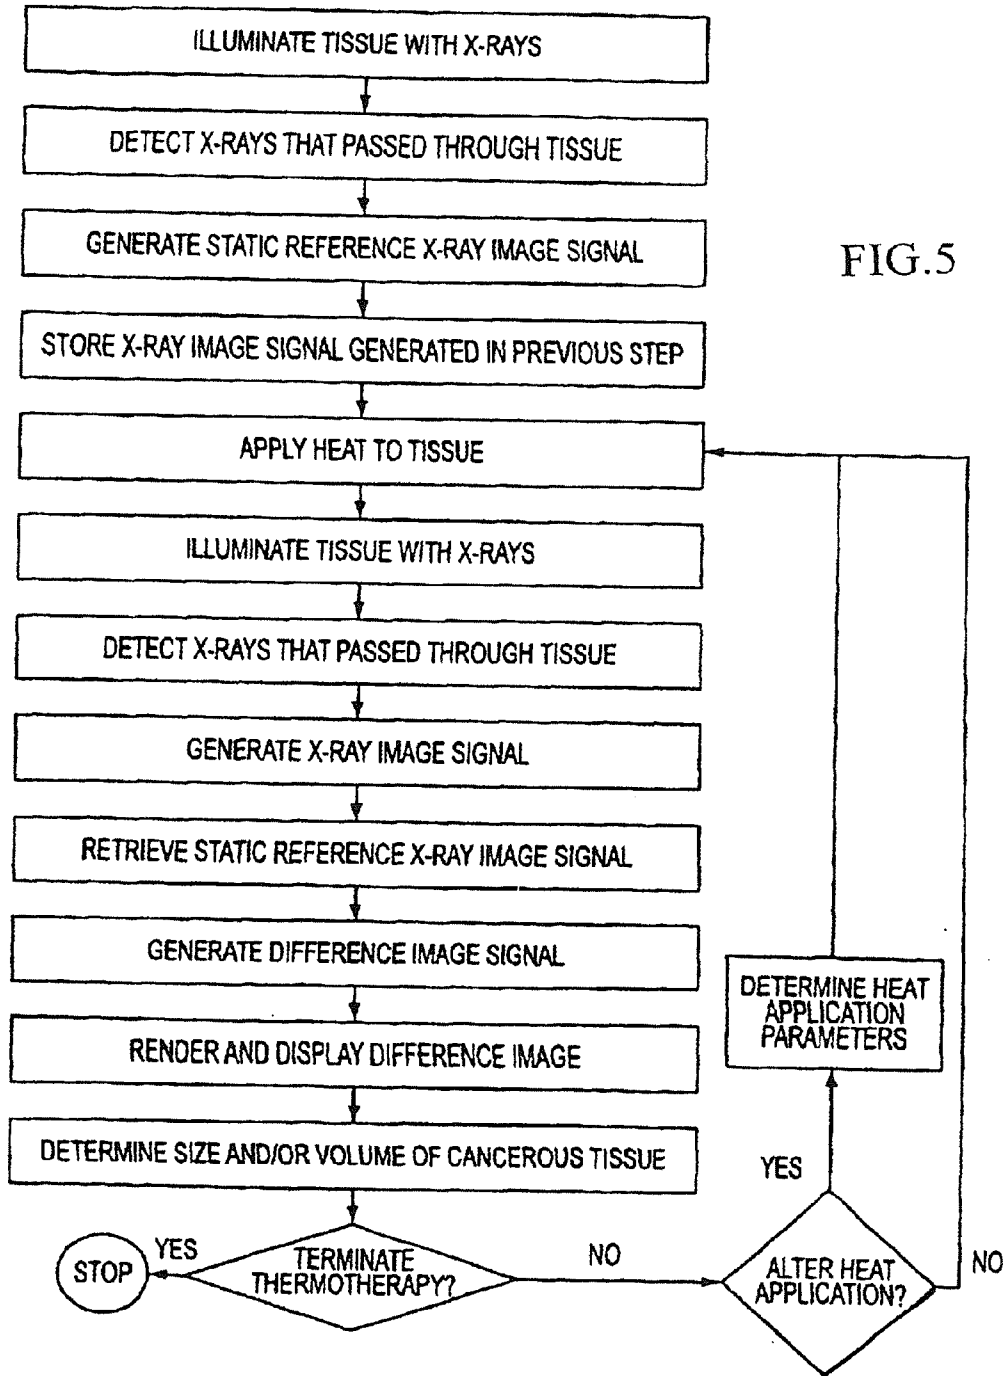 ILLUMINATE TISSUE WITH X-RAYS
DETECT X-RAYS THAT PASSED THROUGH TISSUE
GENERATE STATIC REFERENCE X-RAY IMAGE SIGNAL
FIG.5
STORE X-RAY IMAGE SIGNAL GENERATED IN PREVIOUS STEP
APPLY HEAT TO TISSUE
ILLUMINATE TISSUE WITH X-RAYS
DETECT X-RAYS THAT PASSED THROUGH TISSUE
GENERATE X-RAY IMAGE SIGNAL
RETRIEVE STATIC REFERENCE X-RAY IMAGE SIGNAL
GENERATE DIFFERENCE IMAGE SIGNAL
RENDER AND DISPLAY DIFFERENCE IMAGE
DETERMINE SIZE AND/OR VOLUME OF CANCEROUS TISSUE
TERMINATE
THERMOTHERAPY?
YES
STOP
NO
ALTER HEAT
APPLICATION?
YES
NO
DETERMINE HEAT
APPLICATION
PARAMETERS